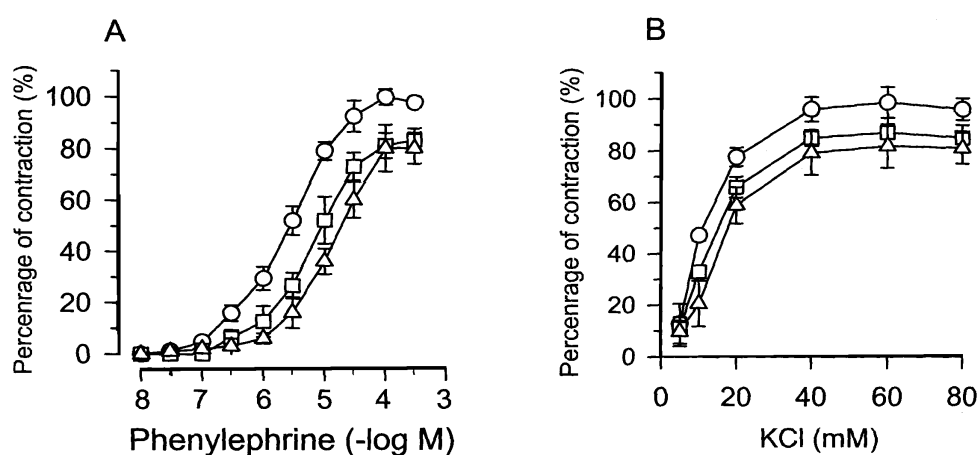 A
Percenrage of contraction (%)
100
80
60
40
20
0
8 7 6 5 4 3
Phenylephrine (-log M)
B
Percenrage of contraction (%)
100
80
60
40
20
0
0 20 40 60 80
KCl (mM)